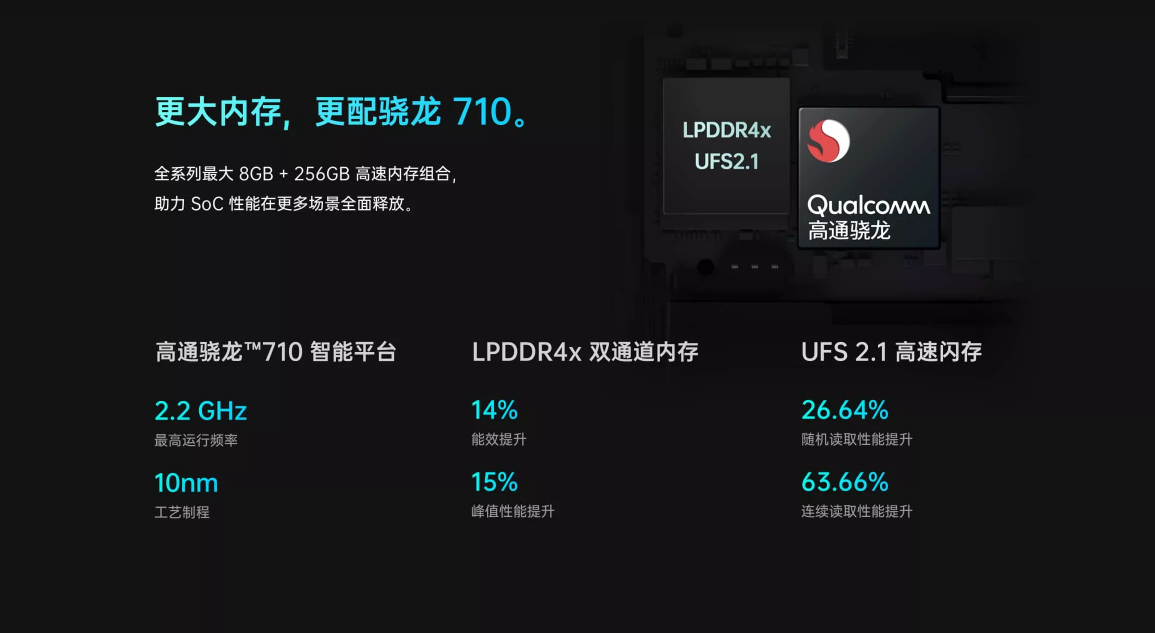 更大内存，更配骁龙 710。
全系列最大 8GB + 256GB 高速内存组合，
助力 SoC 性能在更多场景全面释放。
LPDDR4x
UFS2.1
Qualcomm
高通骁龙
高通骁龙™710 智能平台
2.2 GHz
最高运行频率
10nm
工艺制程
LPDDR4x 双通道内存
14%
能效提升
15%
峰值性能提升
UFS 2.1 高速闪存
26.64%
随机读取性能提升
63.66%
连续读取性能提升